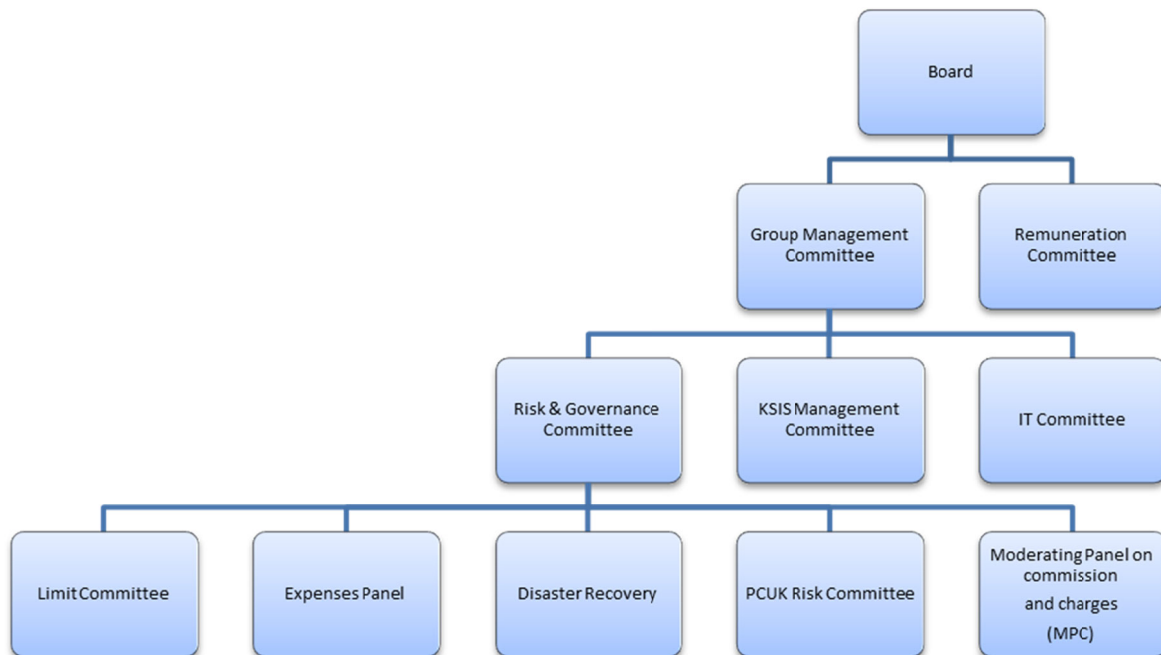 Board
Group Management
Committee
Remuneration
Committee
Risk & Governance
Committee
KSIS Management
Committee
IT Committee
Limit Committee
Expenses Panel
Disaster Recovery
PCUK Risk Committee
Moderating Panel on
commission
and charges
(MPC)